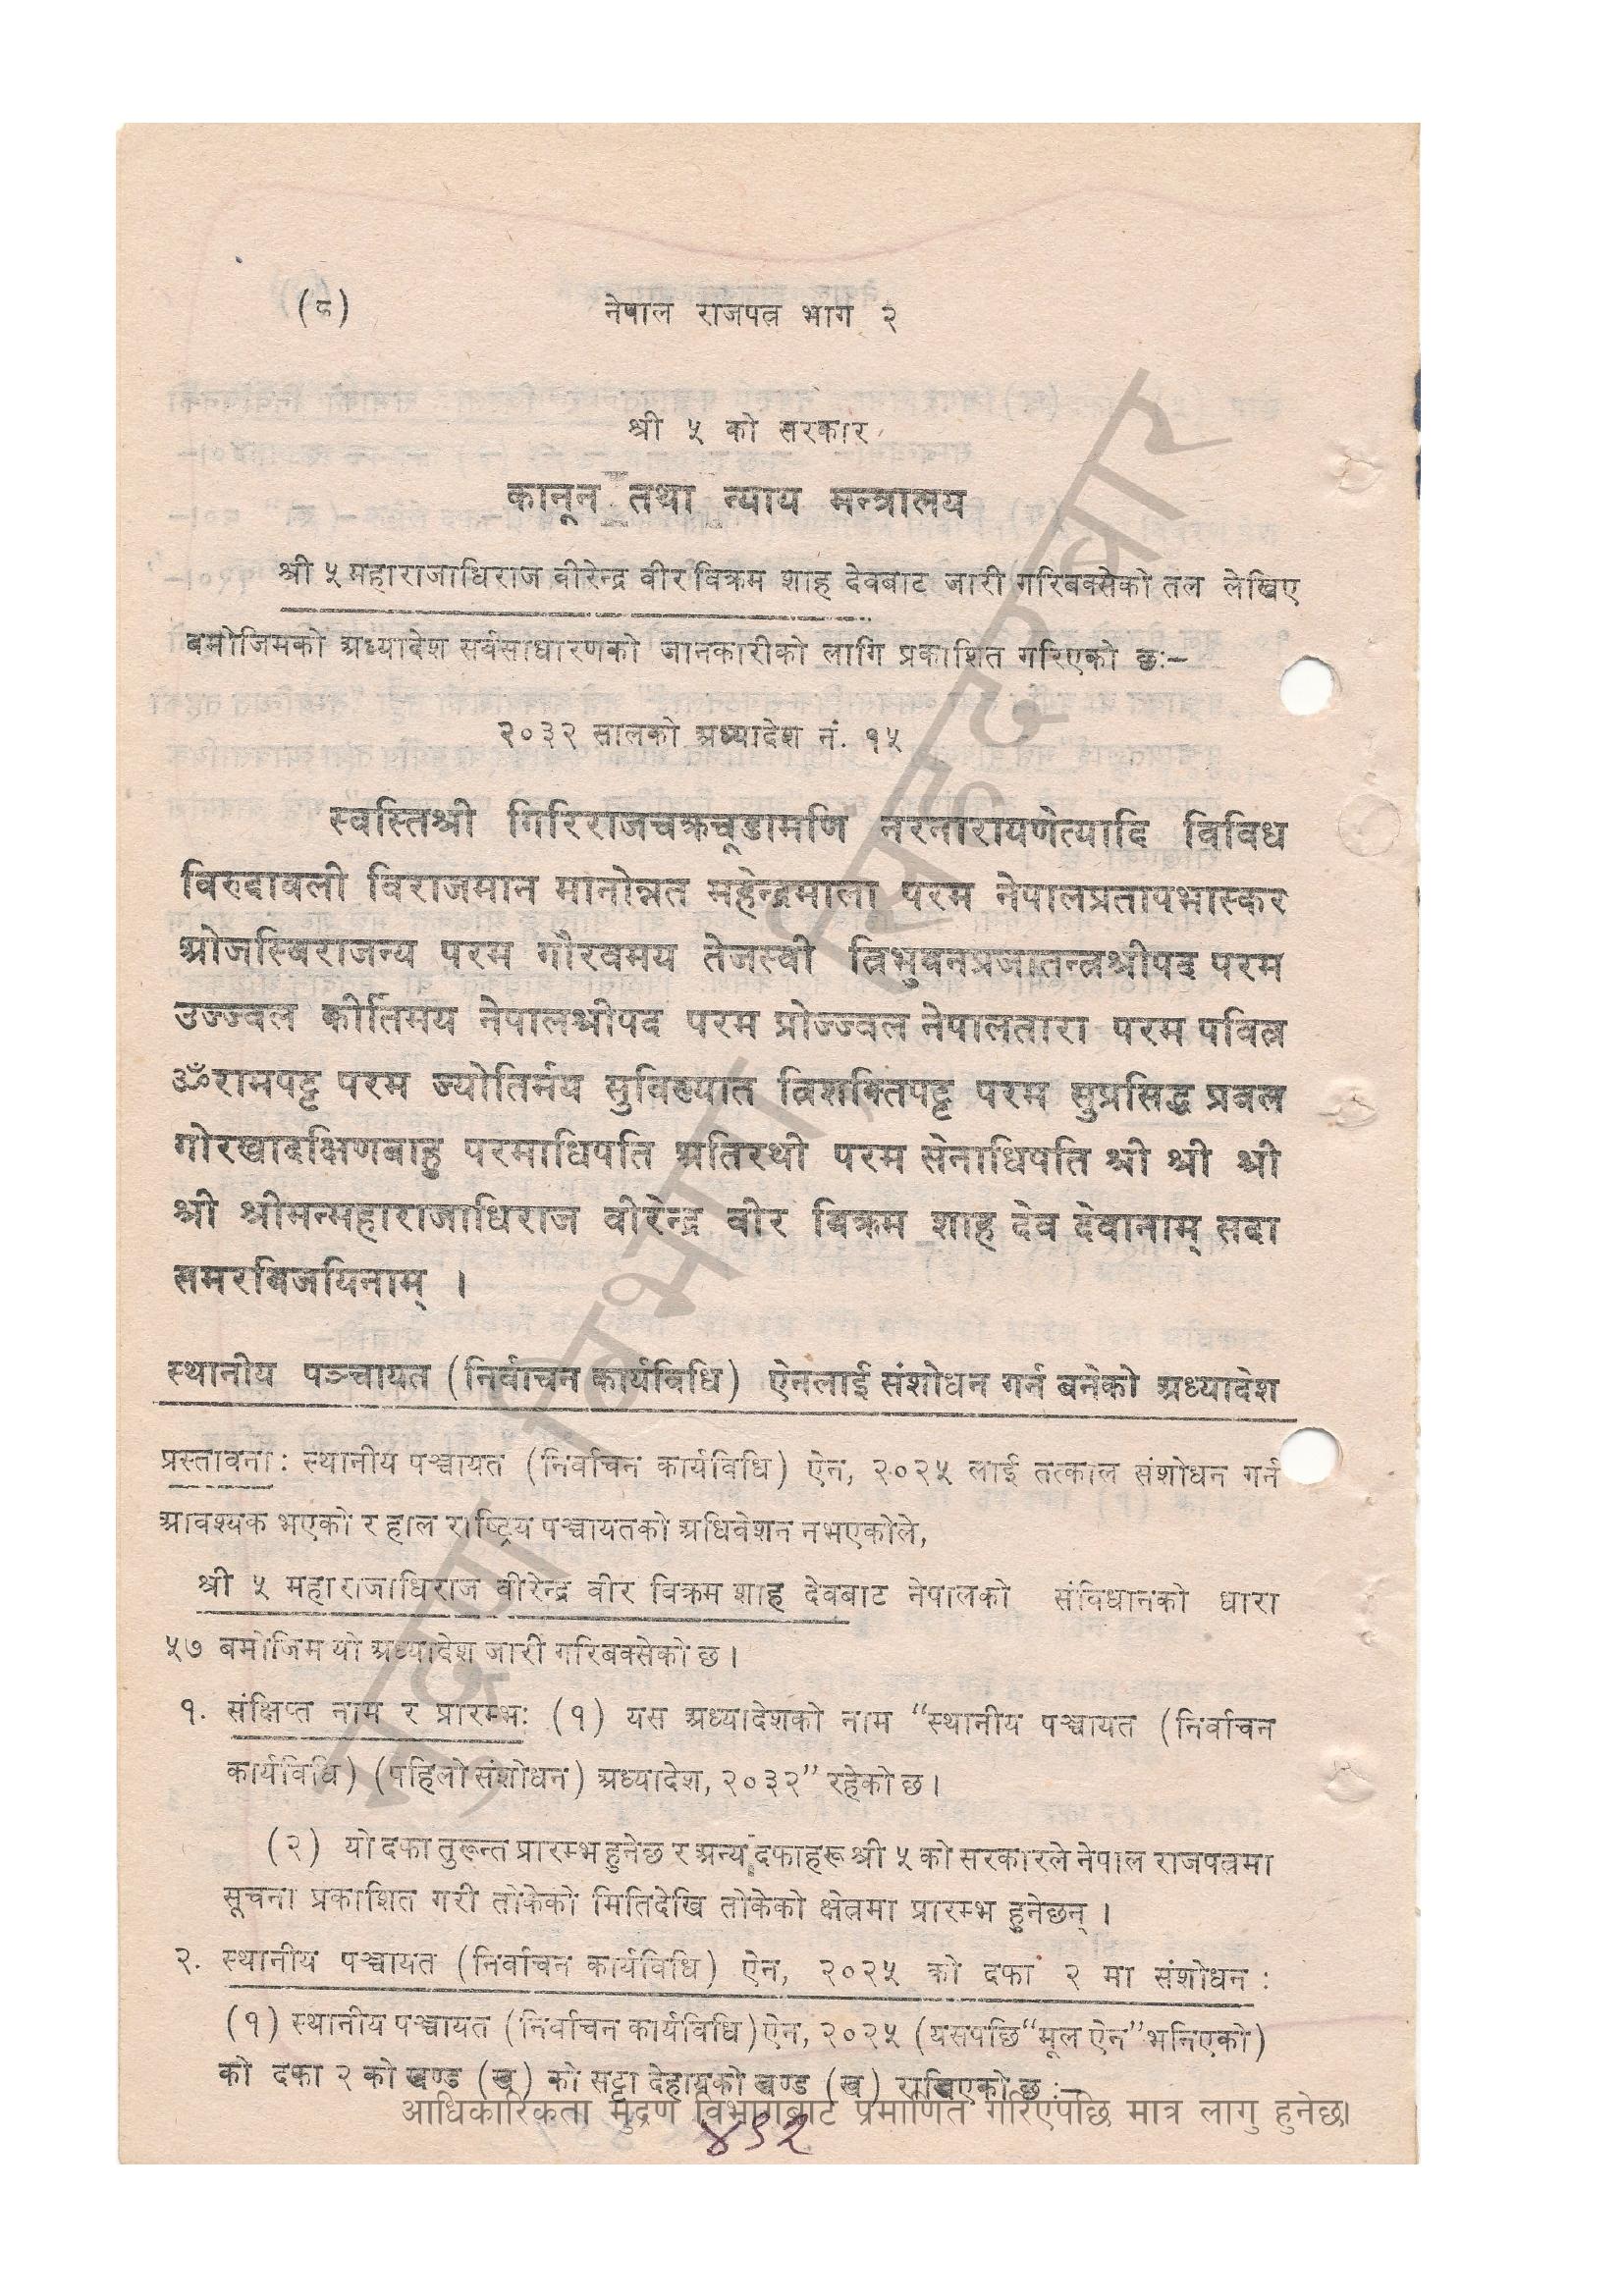 (८)
नेपाल राजपत्र भाग २
श्री ५ को सरकार
कानून तथा न्याय मन्त्रालय
श्री ५ महाराजाधिराज वीरेन्द्र वीर विक्रम शाह देवबाट जारी गरिबक्सेको तल लेखिए
बमोजिमको अध्यादेश सर्वसाधारणको जानकारीको लागि प्रकाशित गरिएको छः–
२०३२ सालको अध्यादेश नं. १५
स्वस्तिश्री गिरिराजचक्रचूडामणि नरनारायणेत्यादि विविध
विरुदावली विराजमान मानोन्नत महेन्द्रमाला परम नेपालप्रतापभास्कर
ओजस्विराजन्य परम गौरवमय तेजस्वी त्रिभुवनप्रजातन्त्रश्रीपद परम
उज्ज्वल कीर्तिमय नेपालश्रीपद परम प्रोज्ज्वल नेपालतारा परम पवित्र
ॐरामपट्ट परम ज्योतिर्मय सुविख्यात त्रिशक्तिपट्ट परम सुप्रसिद्ध प्रबल
गोरखादक्षिणबाहु परमाधिपति अतिरथी परम सेनाधिपति श्री श्री श्री
श्री श्रीमन्महाराजाधिराज वीरेन्द्र वीर विक्रम शाह देव देवानाम् सदा
समरविजयिनाम् ।
स्थानीय पञ्चायत (निर्वाचन कार्यविधि) ऐनलाई संशोधन गर्न बनेको अध्यादेश
प्रस्तावना : स्थानीय पञ्चायत (निर्वाचन कार्यविधि) ऐन, २०२५ लाई तत्काल संशोधन गर्न
आवश्यक भएको र हाल राष्ट्रिय पञ्चायतको अधिवेशन नभएकोले,
श्री ५ महाराजाधिराज वीरेन्द्र वीर विक्रम शाह देवबाट नेपालको संविधानको धारा
५७ बमोजिम यो अध्यादेश जारी गरिबक्सेको छ ।
१. संक्षिप्त नाम र प्रारम्भः (१) यस अध्यादेशको नाम “स्थानीय पञ्चायत (निर्वाचन
कार्यविधि) (पहिलो संशोधन) अध्यादेश, २०३२” रहेको छ ।
(२) यो दफा तुरून्त प्रारम्भ हुनेछ र अन्य दफाहरू श्री ५ को सरकारले नेपाल राजपत्रमा
सूचना प्रकाशित गरी तोकेको मितिदेखि तोकेको क्षेत्रमा प्रारम्भ हुनेछन् ।
२. स्थानीय पञ्चायत (निर्वाचन कार्यविधि) ऐन, २०२५ को दफा २ मा संशोधन :
(१) स्थानीय पञ्चायत (निर्वाचन कार्यविधि) ऐन, २०२५ (यसपछि “मूल ऐन” भनिएको)
को दफा २ को खण्ड (ख) को सट्टा देहायको खण्ड (ख) राखिएको छ :–
आधिकारिकता मुद्रण विभागबाट प्रमाणित गरिएपछि मात्र लागु हुनेछ।
४९२
मुद्रण विभाग, सिंहदरबार